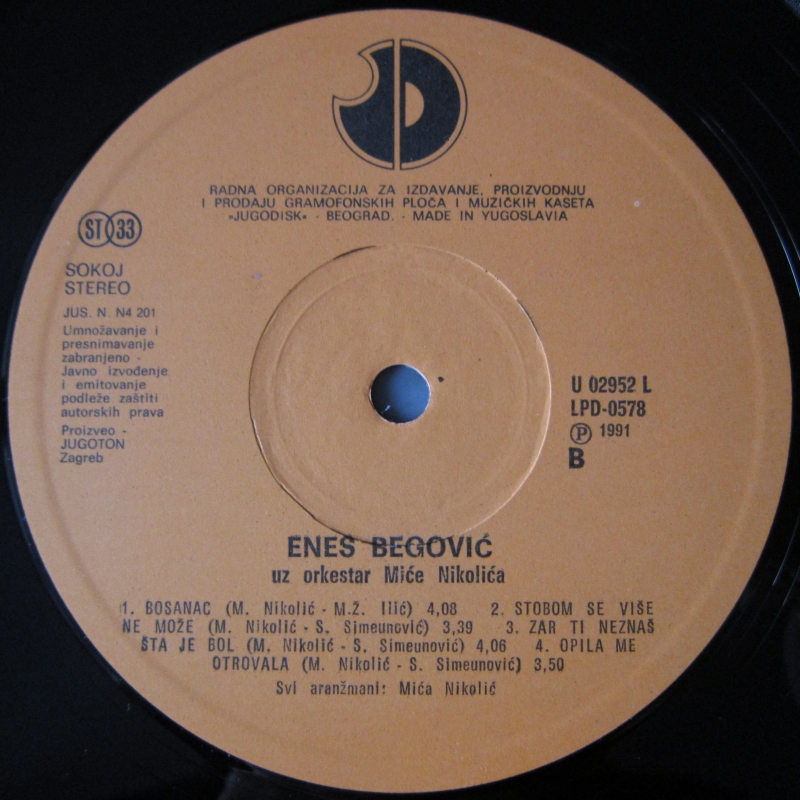 JD
RADNA ORGANIZACIJA ZA IZDAVANJE, PROIZVODNJU
I PRODAJU GRAMOFONSKIH PLOČA I MUZIČKIH KASETA
»JUGODISK« - BEOGRAD. - MADE IN YUGOSLAVIA
ST 33
SOKOJ
STEREO
JUS. N. N4 201
Umnožavanje i
presnimavanje
zabranjeno -
Javno izvođenje
i emitovanje
podleže zaštiti
autorskih prava
Proizveo -
JUGOTON
Zagreb
U 02952 L
LPD-0578
Ⓟ 1991
B
ENES BEGOVIĆ
uz orkestar Miće Nikolića
1. BOSANAC (M. Nikolić - M.Ž. Ilić) 4,08 2. STOBOM SE VIŠE
NE MOŽE (M. Nikolić - S. Simeunović) 3,39 3. ZAR TI NEZNAŠ
ŠTA JE BOL (M. Nikolić - S. Simeunović) 4,06 4. OPILA ME
OTROVALA (M. Nikolić - S. Simeunović) 3,50
Svi aranžmani: Mića Nikolić